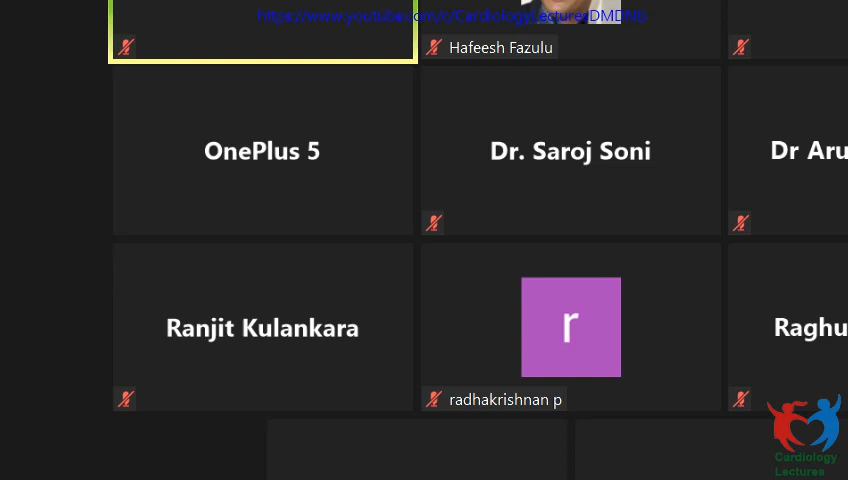 https://www.youtube.com/c/CardiologyLecturesDMDNB
Hafeesh Fazulu
OnePlus 5
Dr. Saroj Soni
Dr Aru
Ranjit Kulankara
r
Raghu
radhakrishnan p
Cardiology
Lectures